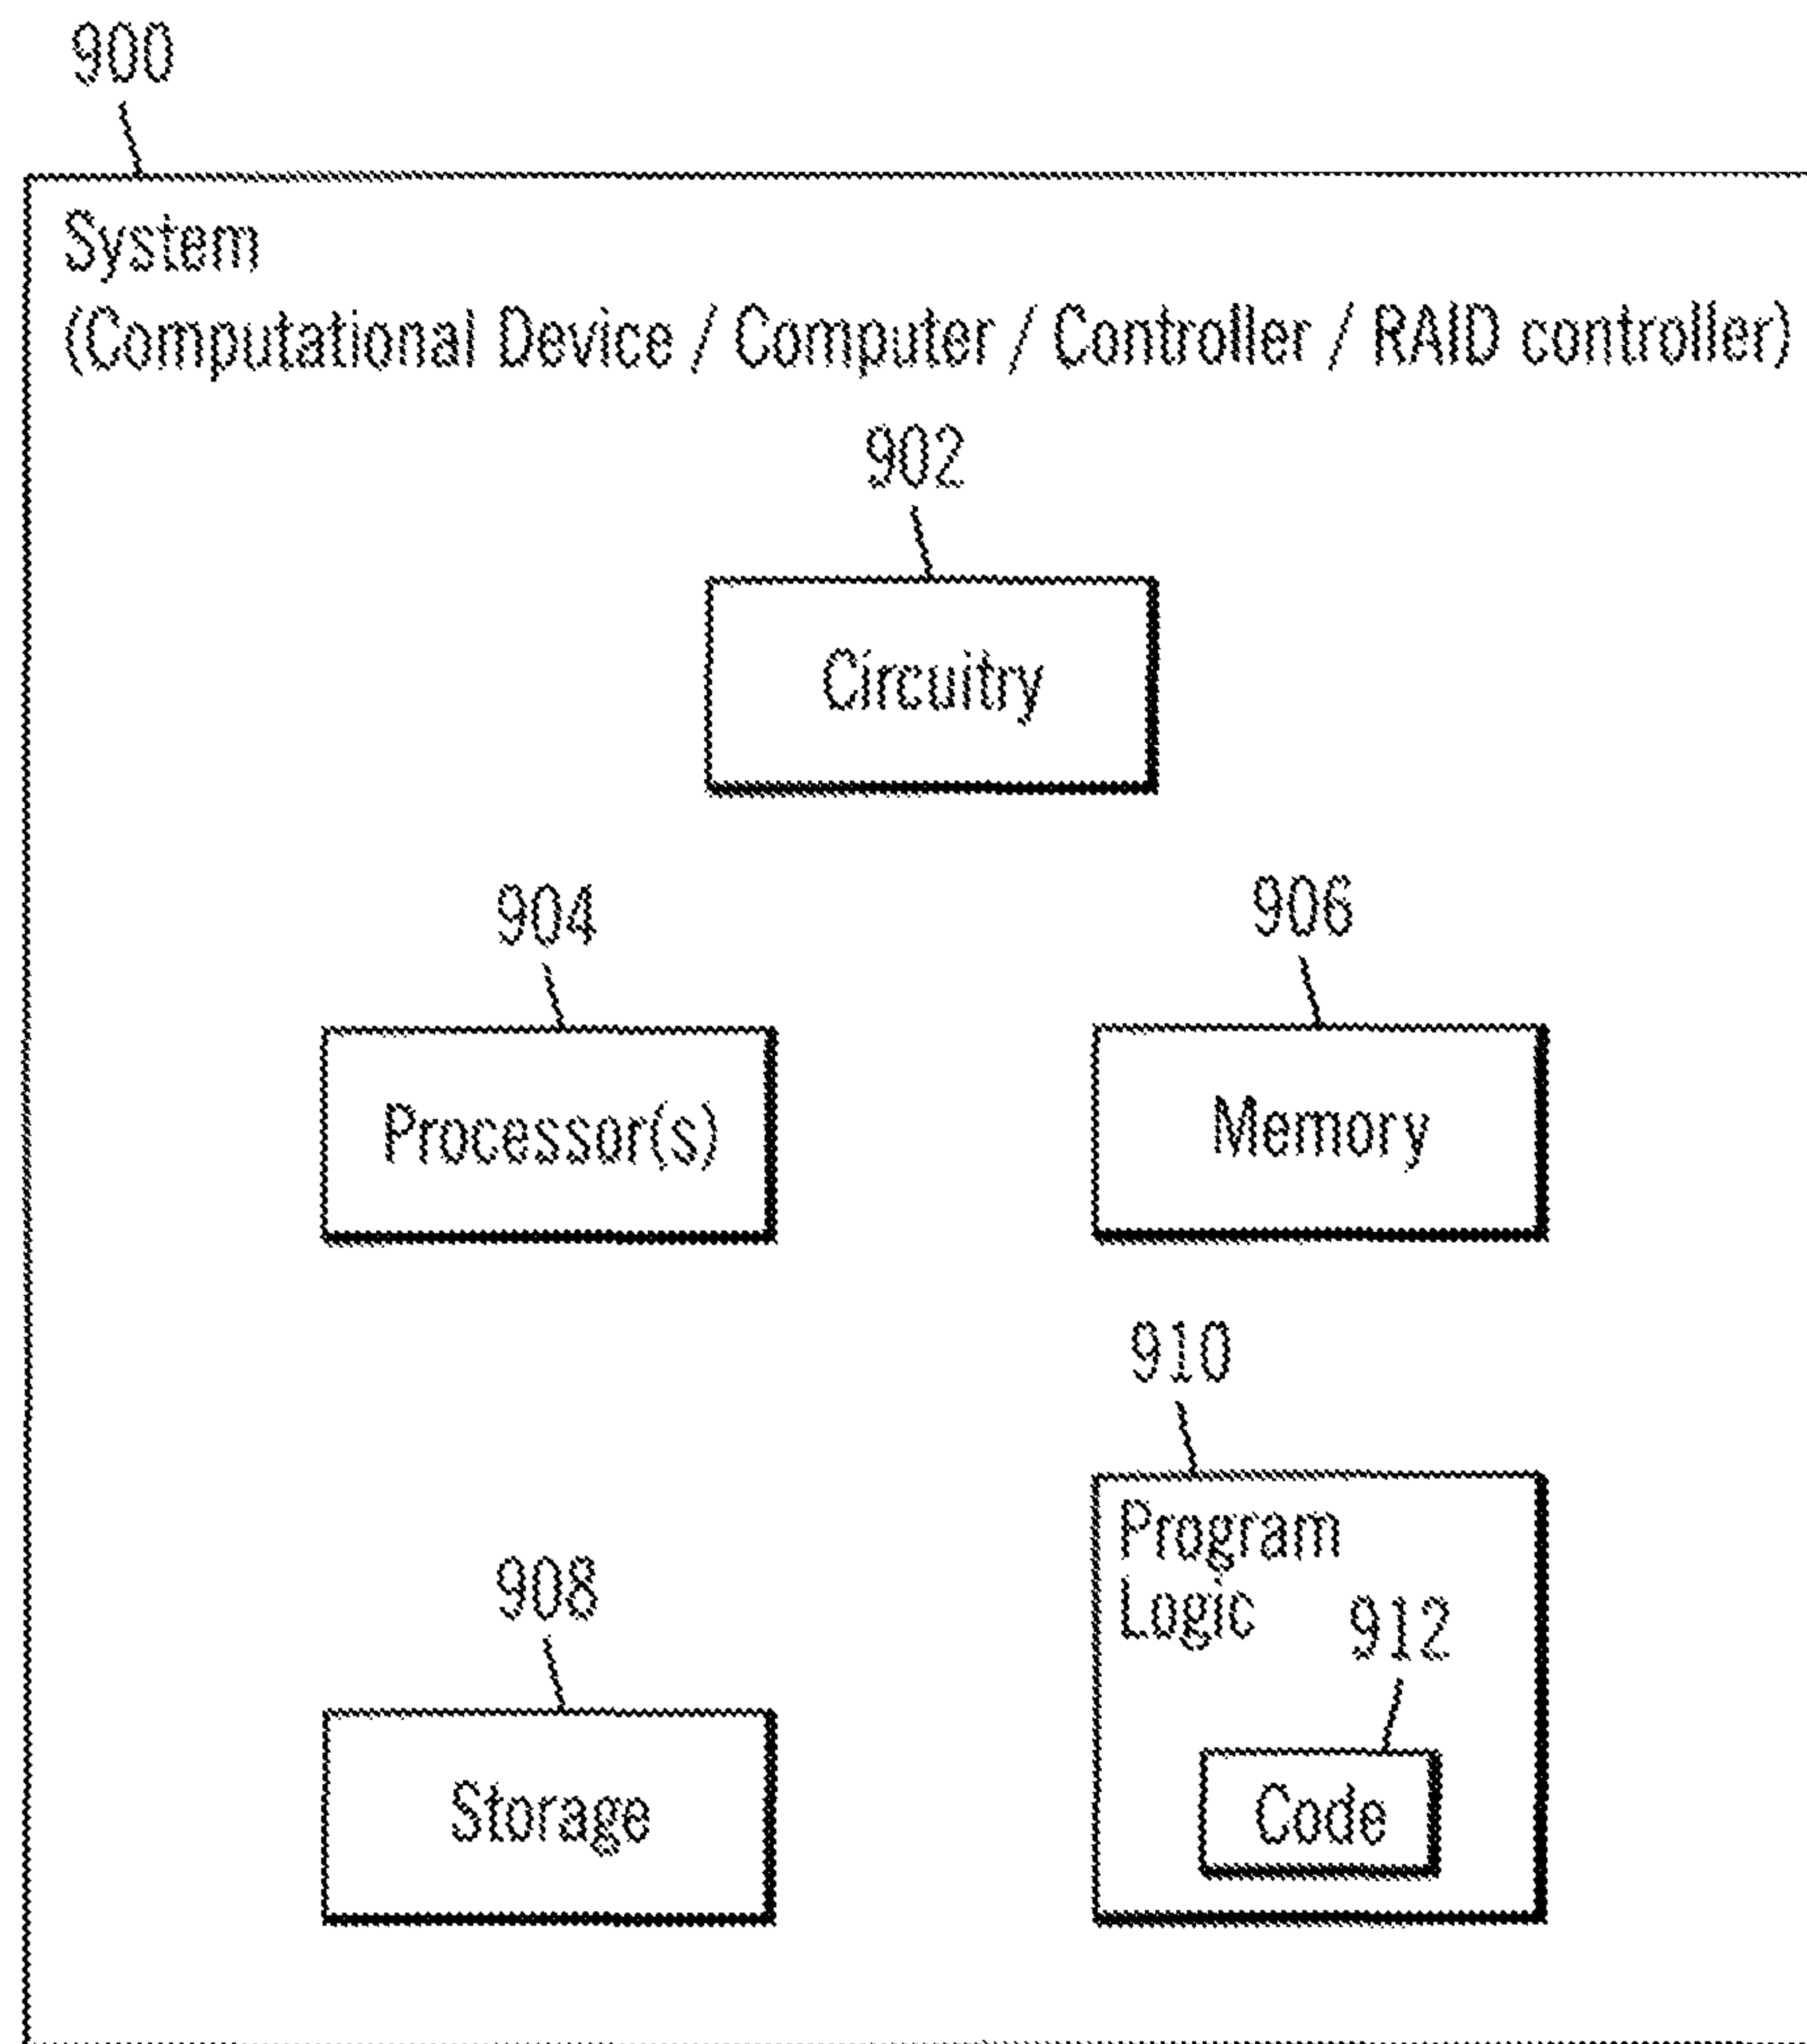 900
System
(Computational Device / Computer / Controller / RAID controller)
902
Circuitry
904
906
Processor(s)
Memory
910
Program
Logic
908
912
Storage
Code